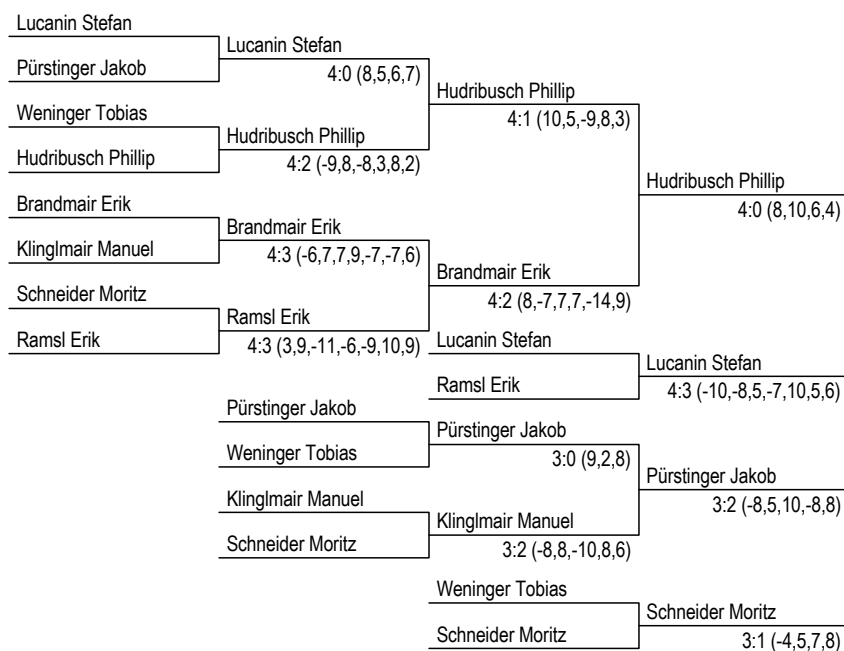 Lucanin Stefan
Lucanin Stefan
Pürstinger Jakob
4:0 (8,5,6,7)
Hudribusch Phillip
Weninger Tobias
4:1 (10,5,-9,8,3)
Hudribusch Phillip
Hudribusch Phillip
4:2 (-9,8,-8,3,8,2)
Hudribusch Phillip
Brandmair Erik
4:0 (8,10,6,4)
Brandmair Erik
Klinglmair Manuel
4:3 (-6,7,7,9,-7,-7,6)
Brandmair Erik
Schneider Moritz
4:2 (8,-7,7,7,-14,9)
Ramsl Erik
Ramsl Erik
4:3 (3,9,-11,-6,-9,10,9)
Lucanin Stefan
Lucanin Stefan
Ramsl Erik
4:3 (-10,-8,5,-7,10,5,6)
Pürstinger Jakob
Pürstinger Jakob
Weninger Tobias
3:0 (9,2,8)
Pürstinger Jakob
Klinglmair Manuel
3:2 (-8,5,10,-8,8)
Klinglmair Manuel
Schneider Moritz
3:2 (-8,8,-10,8,6)
Weninger Tobias
Schneider Moritz
Schneider Moritz
3:1 (-4,5,7,8)